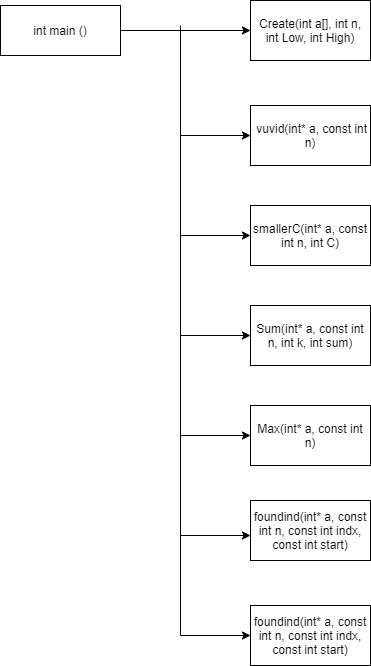 int main ()
Create(int a[], int n,
int Low, int High)
vuvid(int* a, const int
n)
smallerC(int* a, const
int n, int C)
Sum(int* a, const int
n, int k, int sum)
Max(int* a, const int
n)
foundind(int* a, const
int n, const int indx,
const int start)
foundind(int* a, const
int n, const int indx,
const int start)